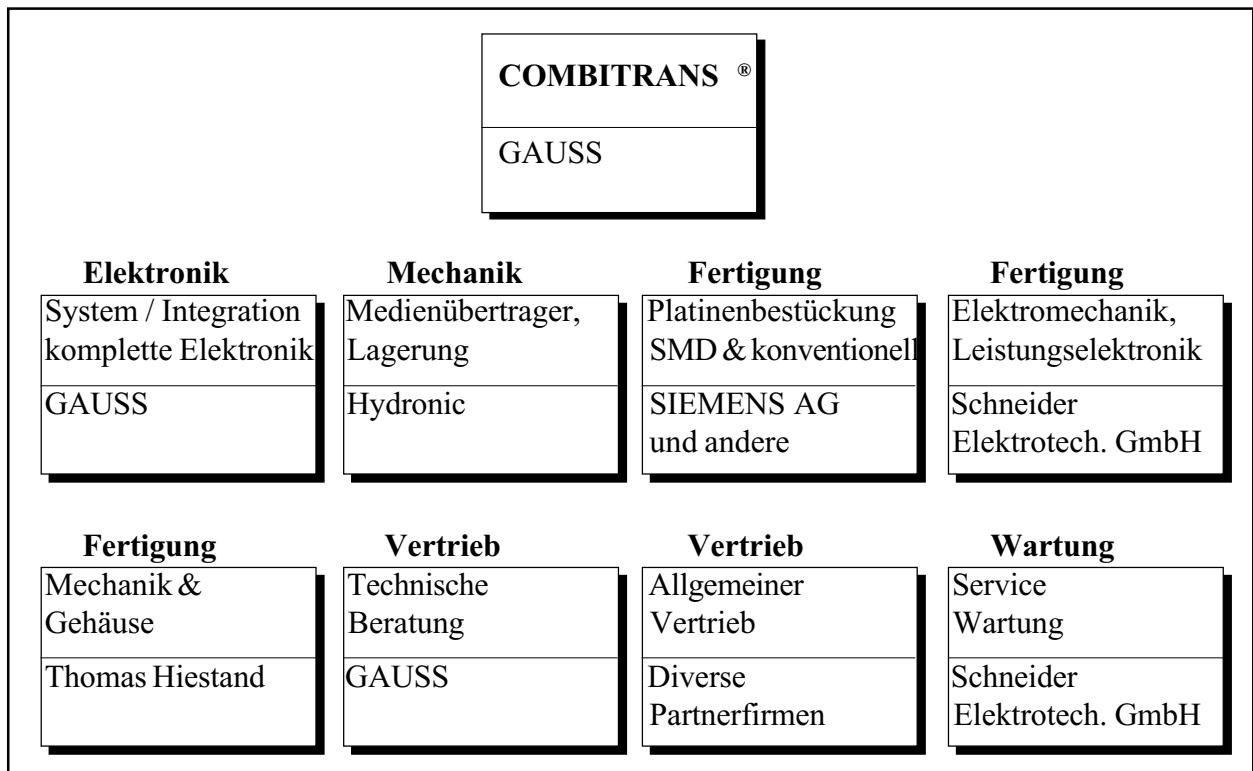 COMBITRANS ®
GAUSS
Elektronik
System / Integration
komplette Elektronik
GAUSS
Mechanik
Medienübertrager,
Lagerung
Hydronic
Fertigung
Platinenbestückung
SMD & konventionell
SIEMENS AG
und andere
Fertigung
Elektromechanik,
Leistungselektronik
Schneider
Elektrotech. GmbH
Fertigung
Mechanik &
Gehäuse
Thomas Hiestand
Vertrieb
Technische
Beratung
GAUSS
Vertrieb
Allgemeiner
Vertrieb
Diverse
Partnerfirmen
Wartung
Service
Wartung
Schneider
Elektrotech. GmbH